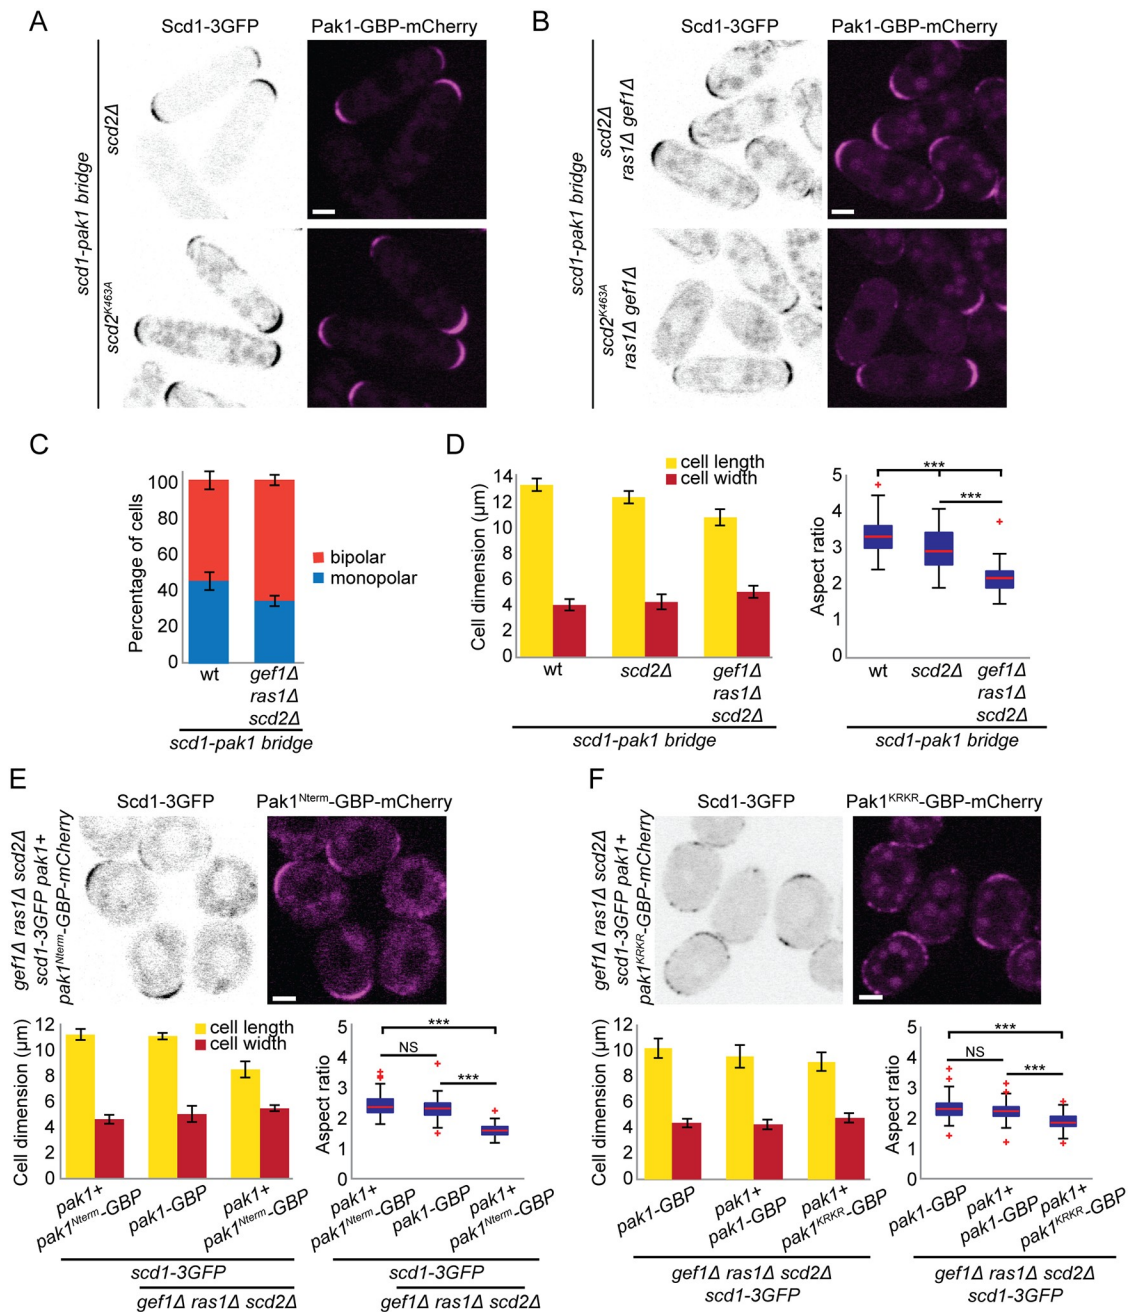 A
Scd1-3GFP
Pak1-GBP-mCherry
scd1-pak1 bridge
scd2Δ
scd2K463A
B
Scd1-3GFP
Pak1-GBP-mCherry
scd1-pak1 bridge
scd2Δ
ras1Δ gef1Δ
scd2K463A
ras1Δ gef1Δ
C
Percentage of cells
100
80
60
40
20
0
bipolar
monopolar
wt
gef1Δ
ras1Δ
scd2Δ
scd1-pak1 bridge
D
cell length
cell width
Cell dimension (µm)
14
12
10
8
6
4
2
0
wt
scd2Δ
gef1Δ
ras1Δ
scd2Δ
scd1-pak1 bridge
Aspect ratio
5
4
3
2
1
0
***
***
wt
scd2Δ
gef1Δ
ras1Δ
scd2Δ
scd1-pak1 bridge
E
Scd1-3GFP
Pak1Nterm-GBP-mCherry
gef1Δ ras1Δ scd2Δ
scd1-3GFP pak1+
pak1Nterm-GBP-mCherry
cell length
cell width
Cell dimension (µm)
12
10
8
6
4
2
0
pak1+
pak1Nterm-GBP
pak1-GBP
pak1+
pak1Nterm-GBP
scd1-3GFP
gef1Δ ras1Δ scd2Δ
Aspect ratio
5
4
3
2
1
0
***
NS
***
pak1+
pak1Nterm-GBP
pak1-GBP
pak1+
pak1Nterm-GBP
scd1-3GFP
gef1Δ ras1Δ scd2Δ
F
Scd1-3GFP
Pak1KRKR-GBP-mCherry
gef1Δ ras1Δ scd2Δ
scd1-3GFP pak1+
pak1KRKR-GBP-mCherry
Cell dimension (µm)
12
10
8
6
4
2
0
pak1-GBP
pak1+
pak1-GBP
pak1+
pak1KRKR-GBP
gef1Δ ras1Δ scd2Δ
scd1-3GFP
Aspect ratio
5
4
3
2
1
0
***
NS
***
pak1-GBP
pak1+
pak1-GBP
pak1+
pak1KRKR-GBP
gef1Δ ras1Δ scd2Δ
scd1-3GFP